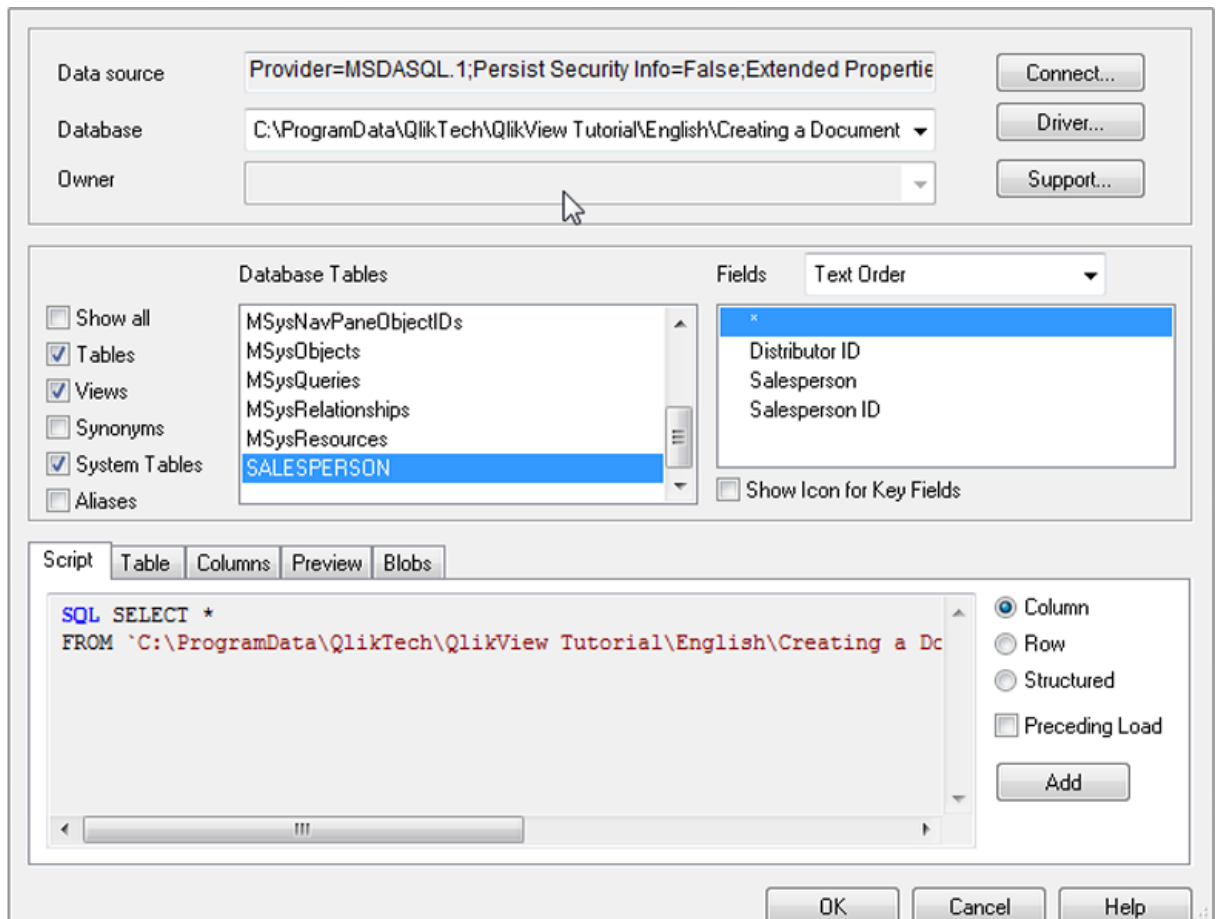 Data source
Provider=MSDASQL.1;Persist Security Info=False;Extended Propertie
Connect...
Database
C:\ProgramData\QlikTech\QlikView Tutorial\English\Creating a Document
Driver...
Owner
Support...
Database Tables
Fields
Text Order
Show all
Tables
Views
Synonyms
System Tables
Aliases
MSysNavPaneObjectIDs
MSysObjects
MSysQueries
MSysRelationships
MSysResources
SALESPERSON
*
Distributor ID
Salesperson
Salesperson ID
Show Icon for Key Fields
Script
Table
Columns
Preview
Blobs
SQL SELECT *
FROM `C:\ProgramData\QlikTech\QlikView Tutorial\English\Creating a Do
Column
Row
Structured
Preceding Load
Add
OK
Cancel
Help